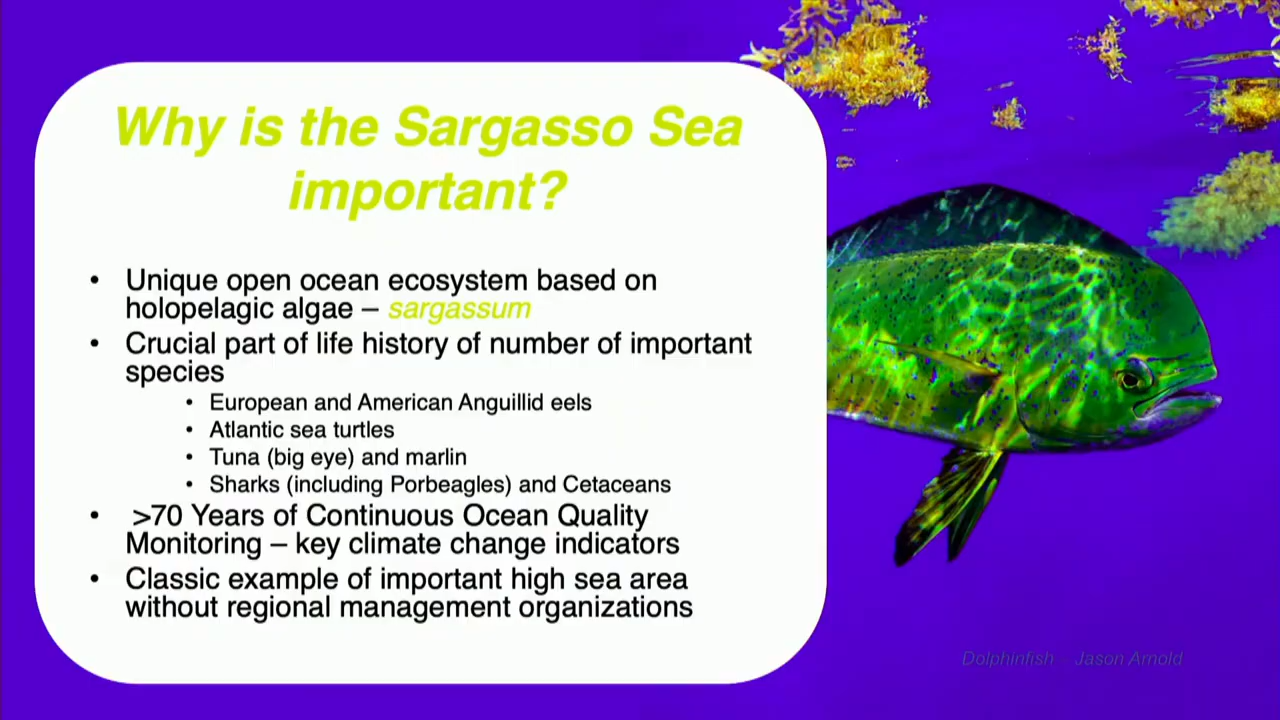 Why is the Sargasso Sea
important?
• Unique open ocean ecosystem based on
holopelagic algae – sargassum
• Crucial part of life history of number of important
species
• European and American Anguillid eels
• Atlantic sea turtles
• Tuna (big eye) and marlin
• Sharks (including Porbeagles) and Cetaceans
• >70 Years of Continuous Ocean Quality
Monitoring – key climate change indicators
• Classic example of important high sea area
without regional management organizations
Dolphinfish Jason Arnold